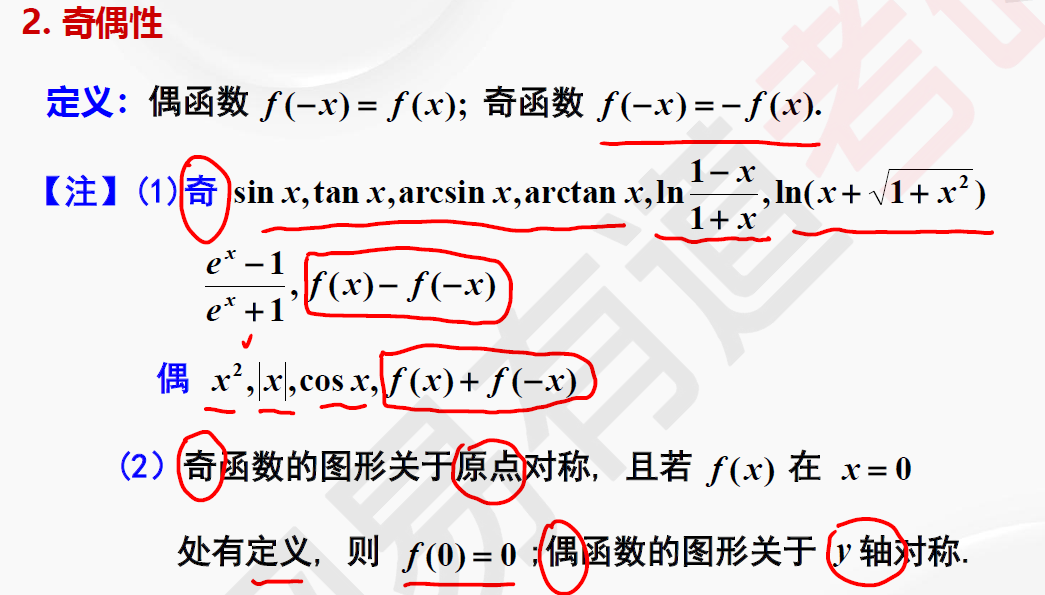 2. 奇偶性
定义：偶函数 f(−x) = f(x); 奇函数 f(−x) = −f(x).
【注】(1) 奇 sin x, tan x, arcsin x, arctan x, ln\frac{1−x}{1+x}, ln(x+√(1+x²))
\frac{e^x −1}{e^x +1}, f(x)− f(−x)
偶 x², |x|, cos x, f(x)+ f(−x)
(2) 奇函数的图形关于原点对称，且若 f(x) 在 x = 0
处有定义，则 f(0) = 0 ; 偶函数的图形关于 y 轴对称.